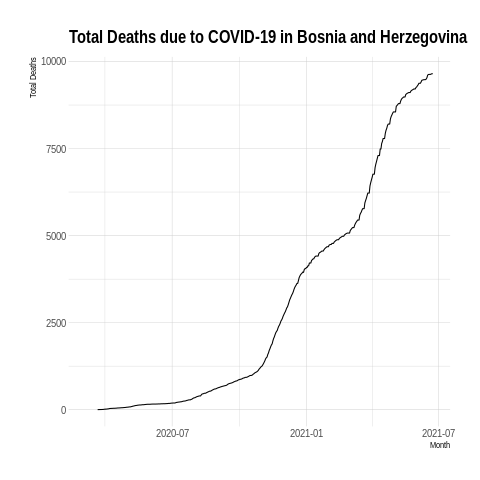 Total Deaths due to COVID-19 in Bosnia and Herzegovina
Total Deaths
10000
7500
5000
2500
0
2020-07 2021-01 2021-07
Month